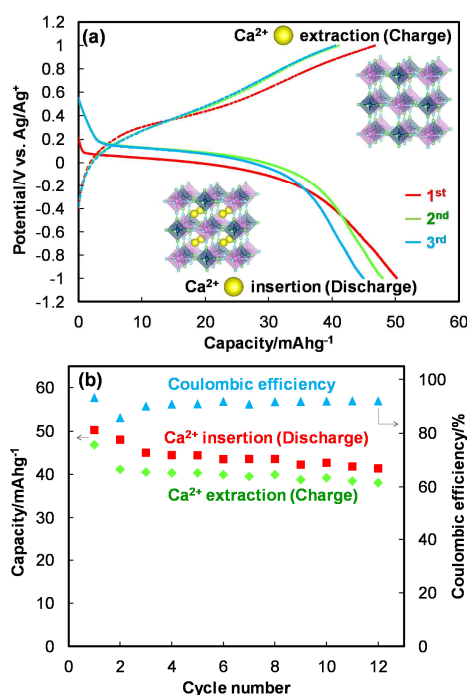 (a)
Ca²⁺ extraction (Charge)
Potential/V vs. Ag/Ag⁺
1.2
1
0.8
0.6
0.4
0.2
0
-0.2
-0.4
-0.6
-0.8
-1
-1.2
1st
2nd
3rd
Ca²⁺ insertion (Discharge)
0 10 20 30 40 50 60
Capacity/mAhg⁻¹
(b)
Coulombic efficiency
Ca²⁺ insertion (Discharge)
Ca²⁺ extraction (Charge)
Capacity/mAhg⁻¹
60
50
40
30
20
10
0
Coulombic efficiency/%
100
80
60
40
20
0
0 2 4 6 8 10 12
Cycle number